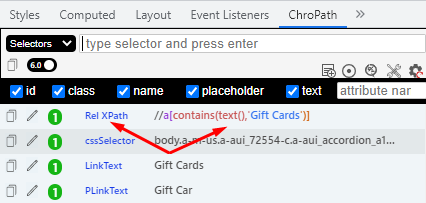 Styles Computed Layout Event Listeners ChroPath
Selectors type selector and press enter
6.0
id class name placeholder text attribute nar
1 Rel XPath //a[contains(text(),'Gift Cards')]
1 cssSelector body.a-m-us.a-aui_72554-c.a-aui_accordion_a1...
1 LinkText Gift Cards
1 PLinkText Gift Car